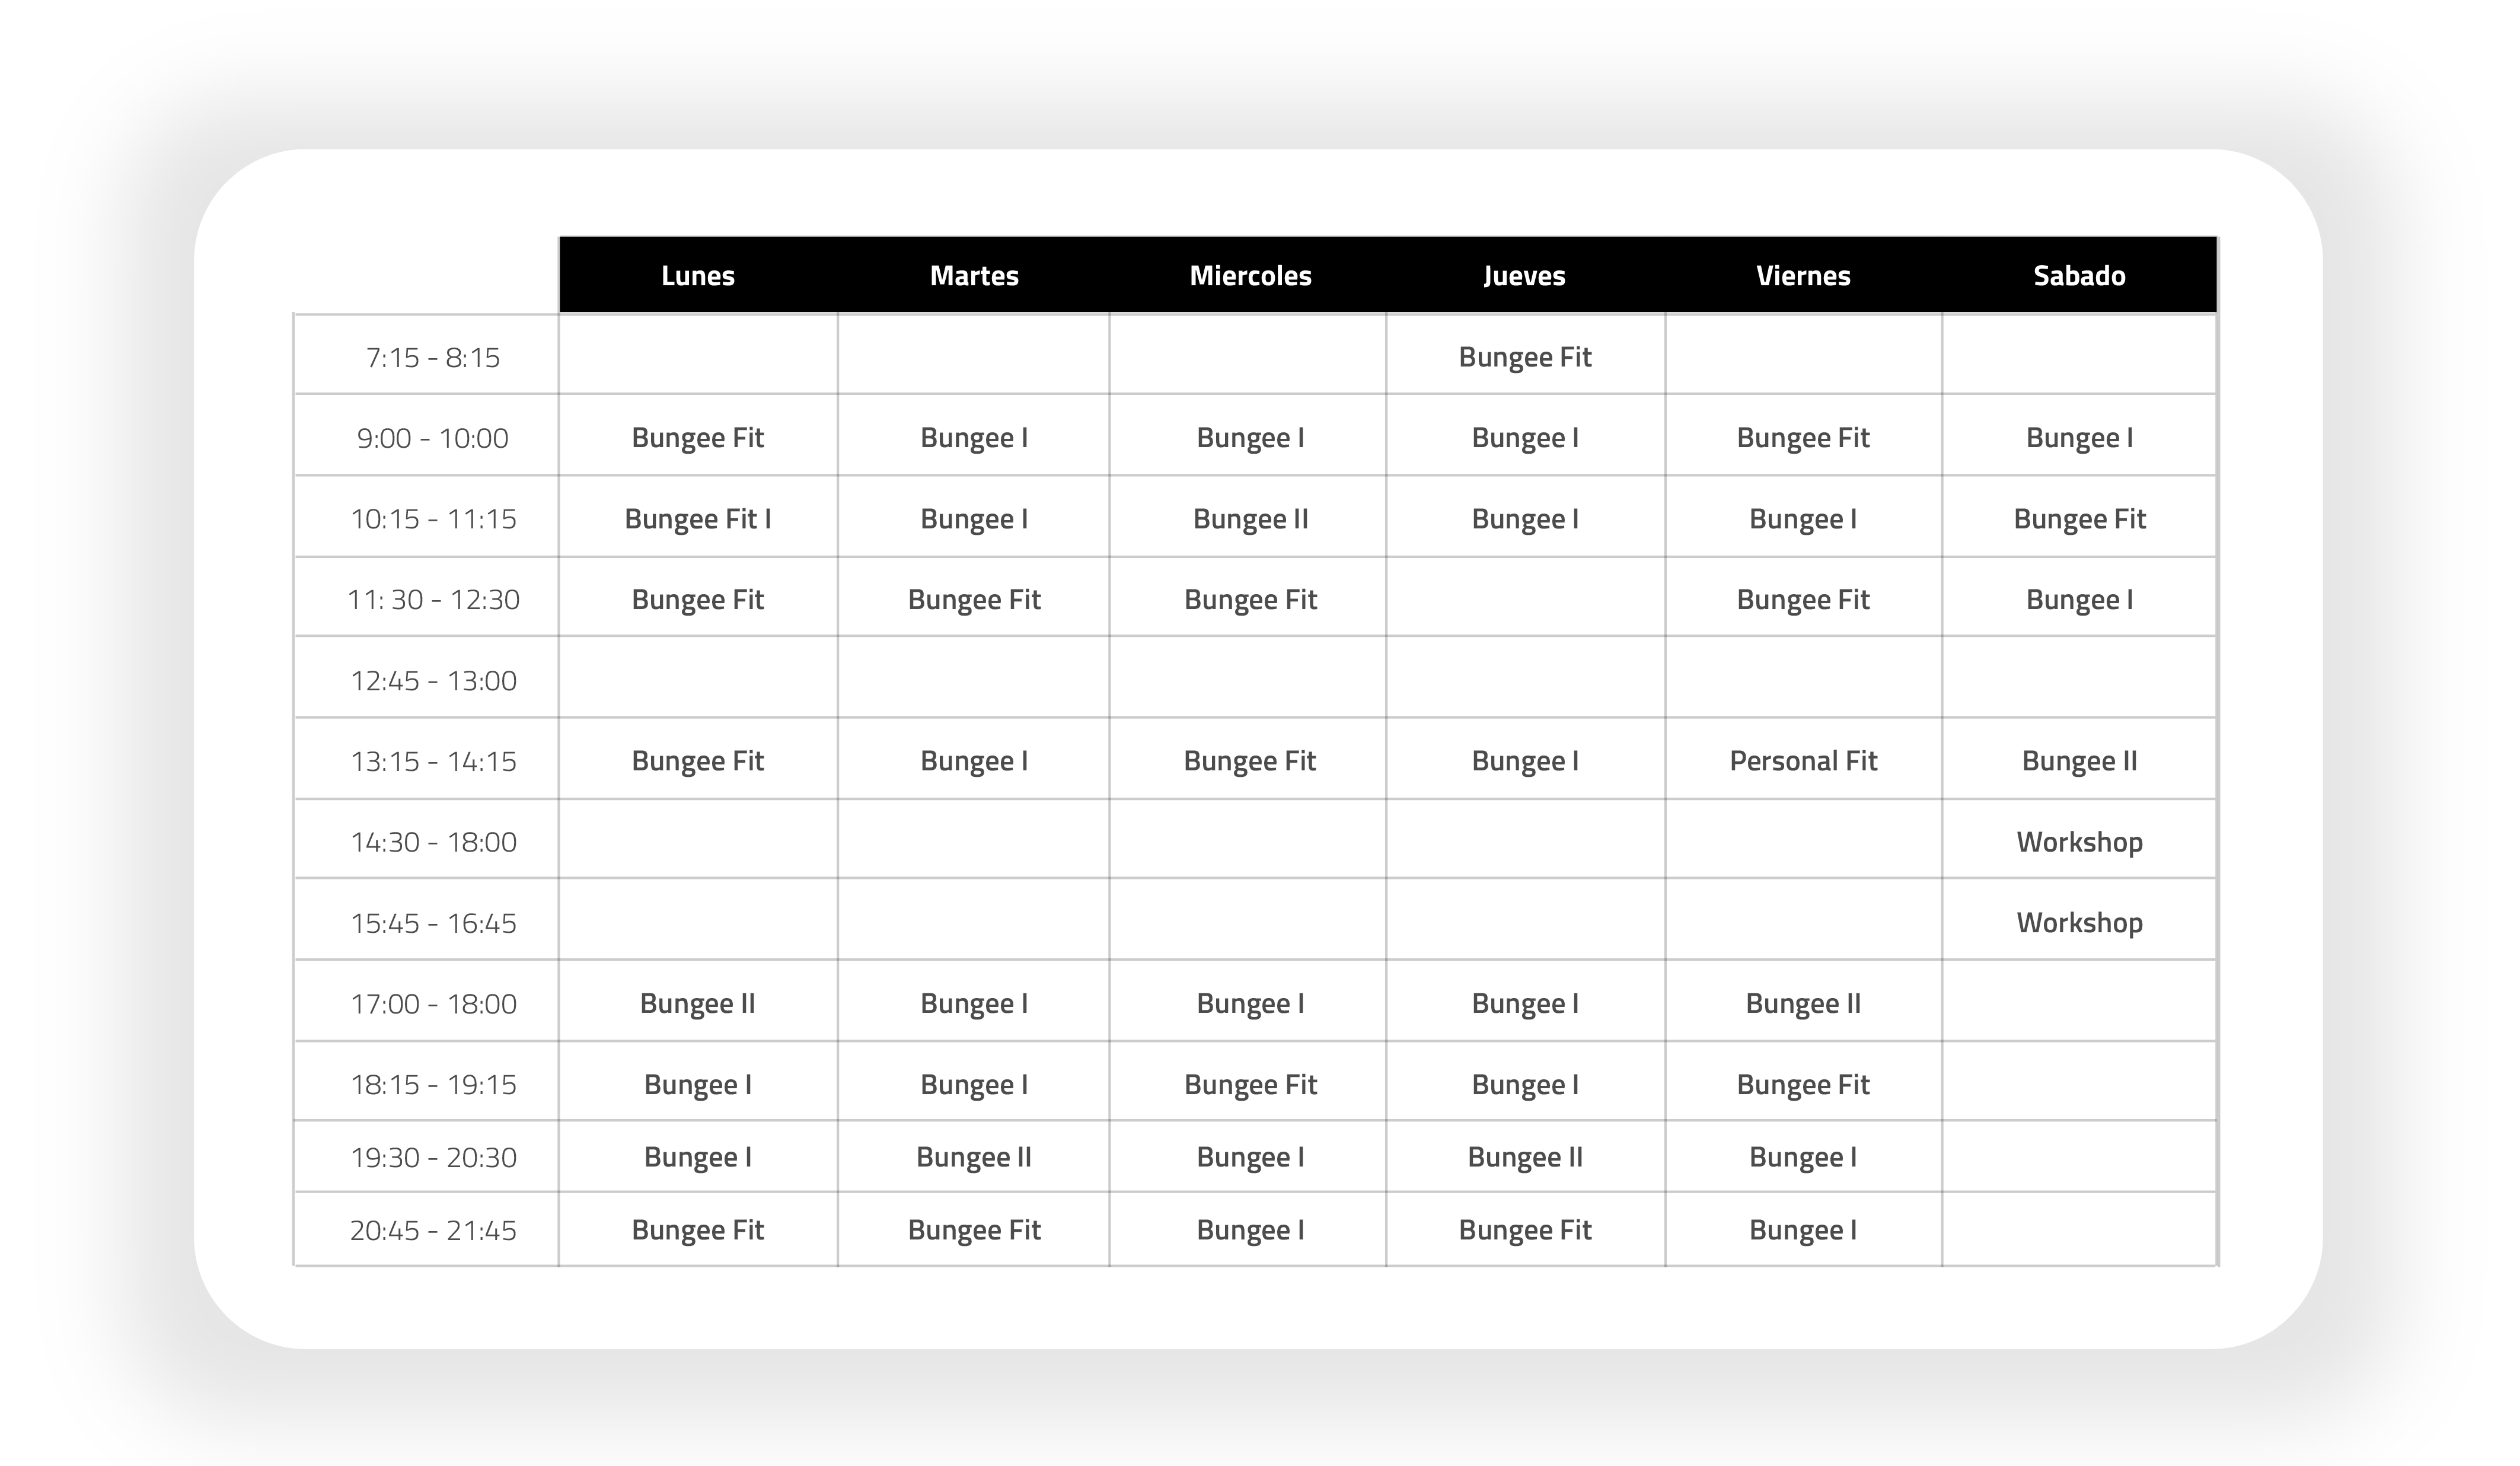 Lunes Martes Miercoles Jueves Viernes Sabado
7:15 - 8:15 Bungee Fit
9:00 - 10:00 Bungee Fit Bungee I Bungee I Bungee I Bungee Fit Bungee I
10:15 - 11:15 Bungee Fit I Bungee I Bungee II Bungee I Bungee I Bungee Fit
11: 30 - 12:30 Bungee Fit Bungee Fit Bungee Fit Bungee Fit Bungee I
12:45 - 13:00
13:15 - 14:15 Bungee Fit Bungee I Bungee Fit Bungee I Personal Fit Bungee II
14:30 - 18:00 Workshop
15:45 - 16:45 Workshop
17:00 - 18:00 Bungee II Bungee I Bungee I Bungee I Bungee II
18:15 - 19:15 Bungee I Bungee I Bungee Fit Bungee I Bungee Fit
19:30 - 20:30 Bungee I Bungee II Bungee I Bungee II Bungee I
20:45 - 21:45 Bungee Fit Bungee Fit Bungee I Bungee Fit Bungee I